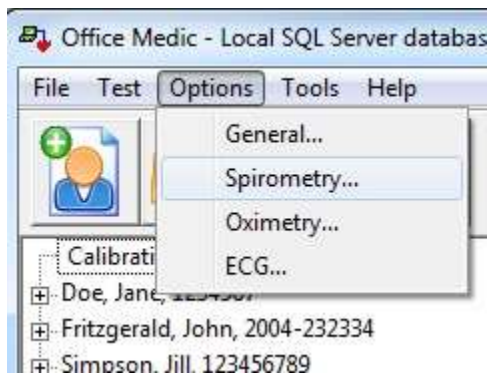 Office Medic - Local SQL Server databas
File Test Options Tools Help
General...
Spirometry...
Oximetry...
ECG...
Calibrati
Doe, Jane, 1234567
Fritzgerald, John, 2004-232334
Simpson, Jill, 123456789